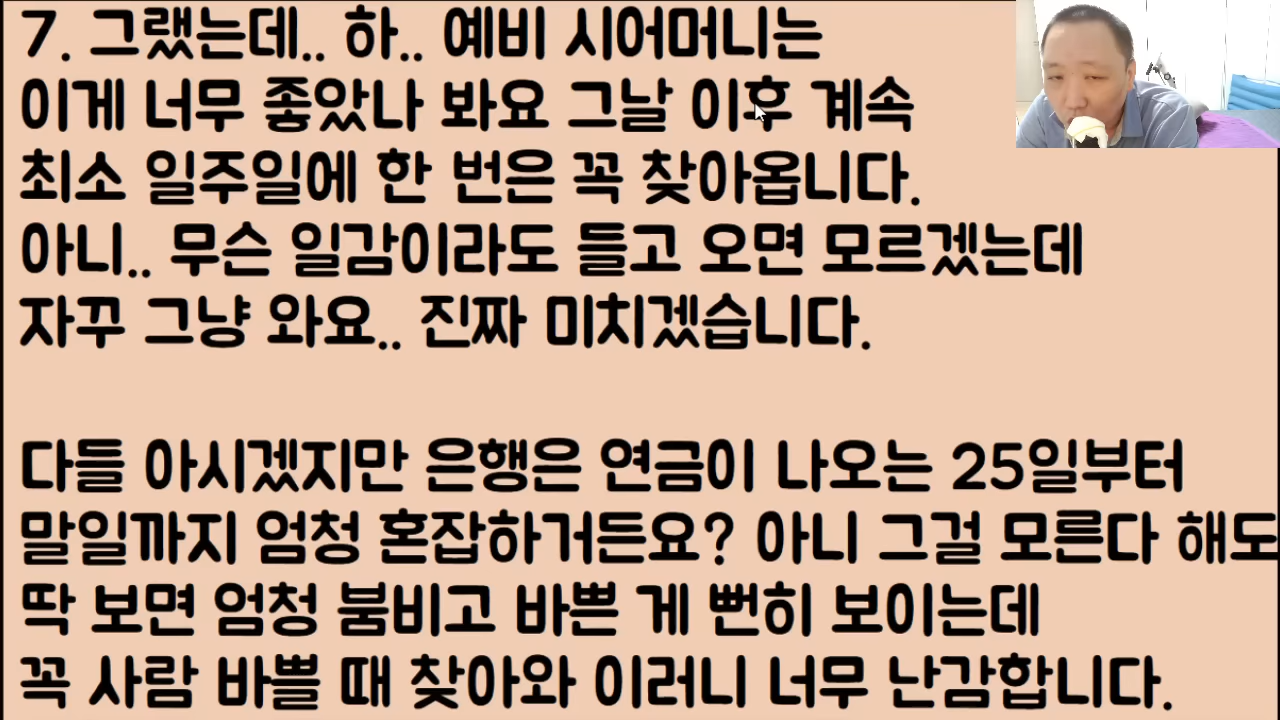 7. 그랬는데.. 하.. 예비 시어머니는
이게 너무 좋았나 봐요 그날 이후 계속
최소 일주일에 한 번은 꼭 찾아옵니다.
아니.. 무슨 일감이라도 들고 오면 모르겠는데
자꾸 그냥 와요.. 진짜 미치겠습니다.
다들 아시겠지만 은행은 연금이 나오는 25일부터
말일까지 엄청 혼잡하거든요? 아니 그걸 모른다 해도
딱 보면 엄청 붐비고 바쁜 게 뻔히 보이는데
꼭 사람 바쁠 때 찾아와 이러니 너무 난감합니다.